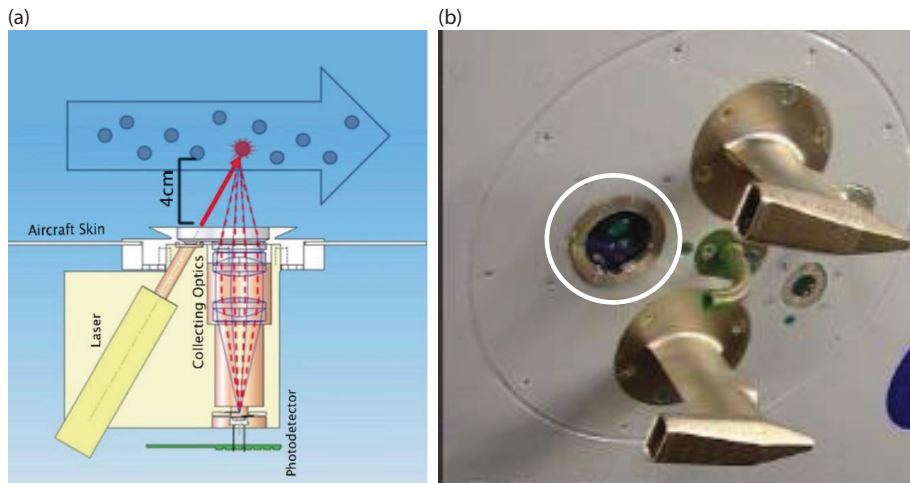 (a)
(b)
4cm
Aircraft Skin
Collecting Optics
Laser
Photodetector